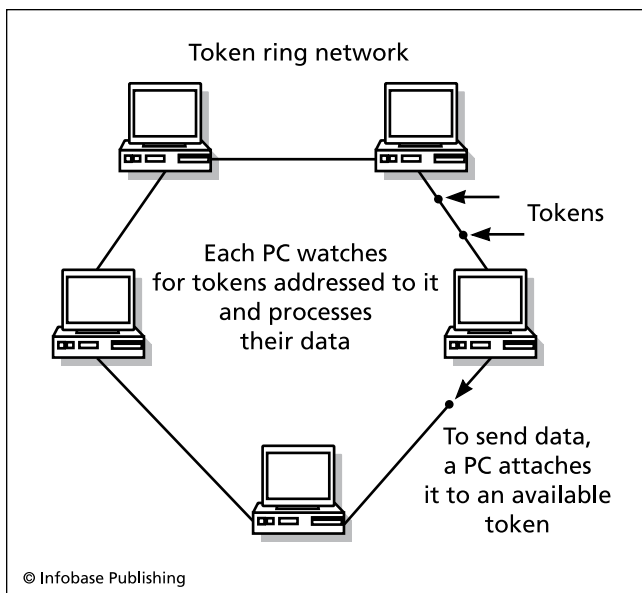 Token ring network
Tokens
Each PC watches
for tokens addressed to it
and processes
their data
To send data,
a PC attaches
it to an available
token
© Infobase Publishing